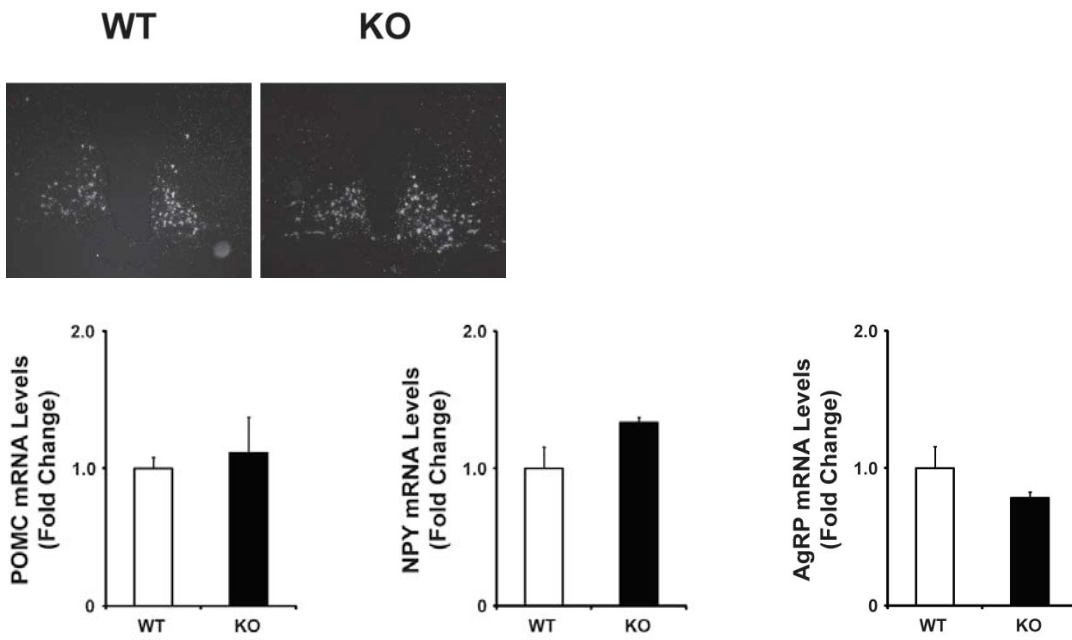 WT
KO
POMC mRNA Levels
(Fold Change)
2.0
1.0
0
WT
KO
NPY mRNA Levels
(Fold Change)
2.0
1.0
0
WT
KO
AgRP mRNA Levels
(Fold Change)
2.0
1.0
0
WT
KO